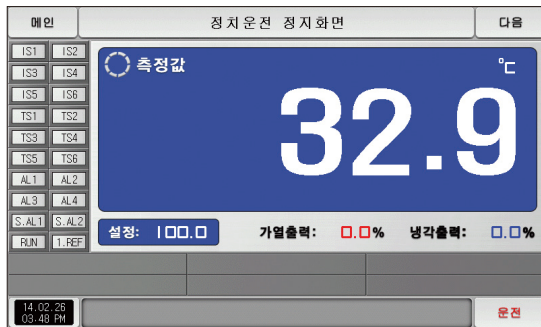 메인 정치운전 정지화면 다음
IS1 IS2
IS3 IS4
IS5 IS6
TS1 TS2
TS3 TS4
TS5 TS6
AL1 AL2
AL3 AL4
S.AL1 S.AL2
RUN 1.REF
측정값 ℃
32.9
설정: 100.0 가열출력: 0.0% 냉각출력: 0.0%
14.02.26
03:48 PM
운전